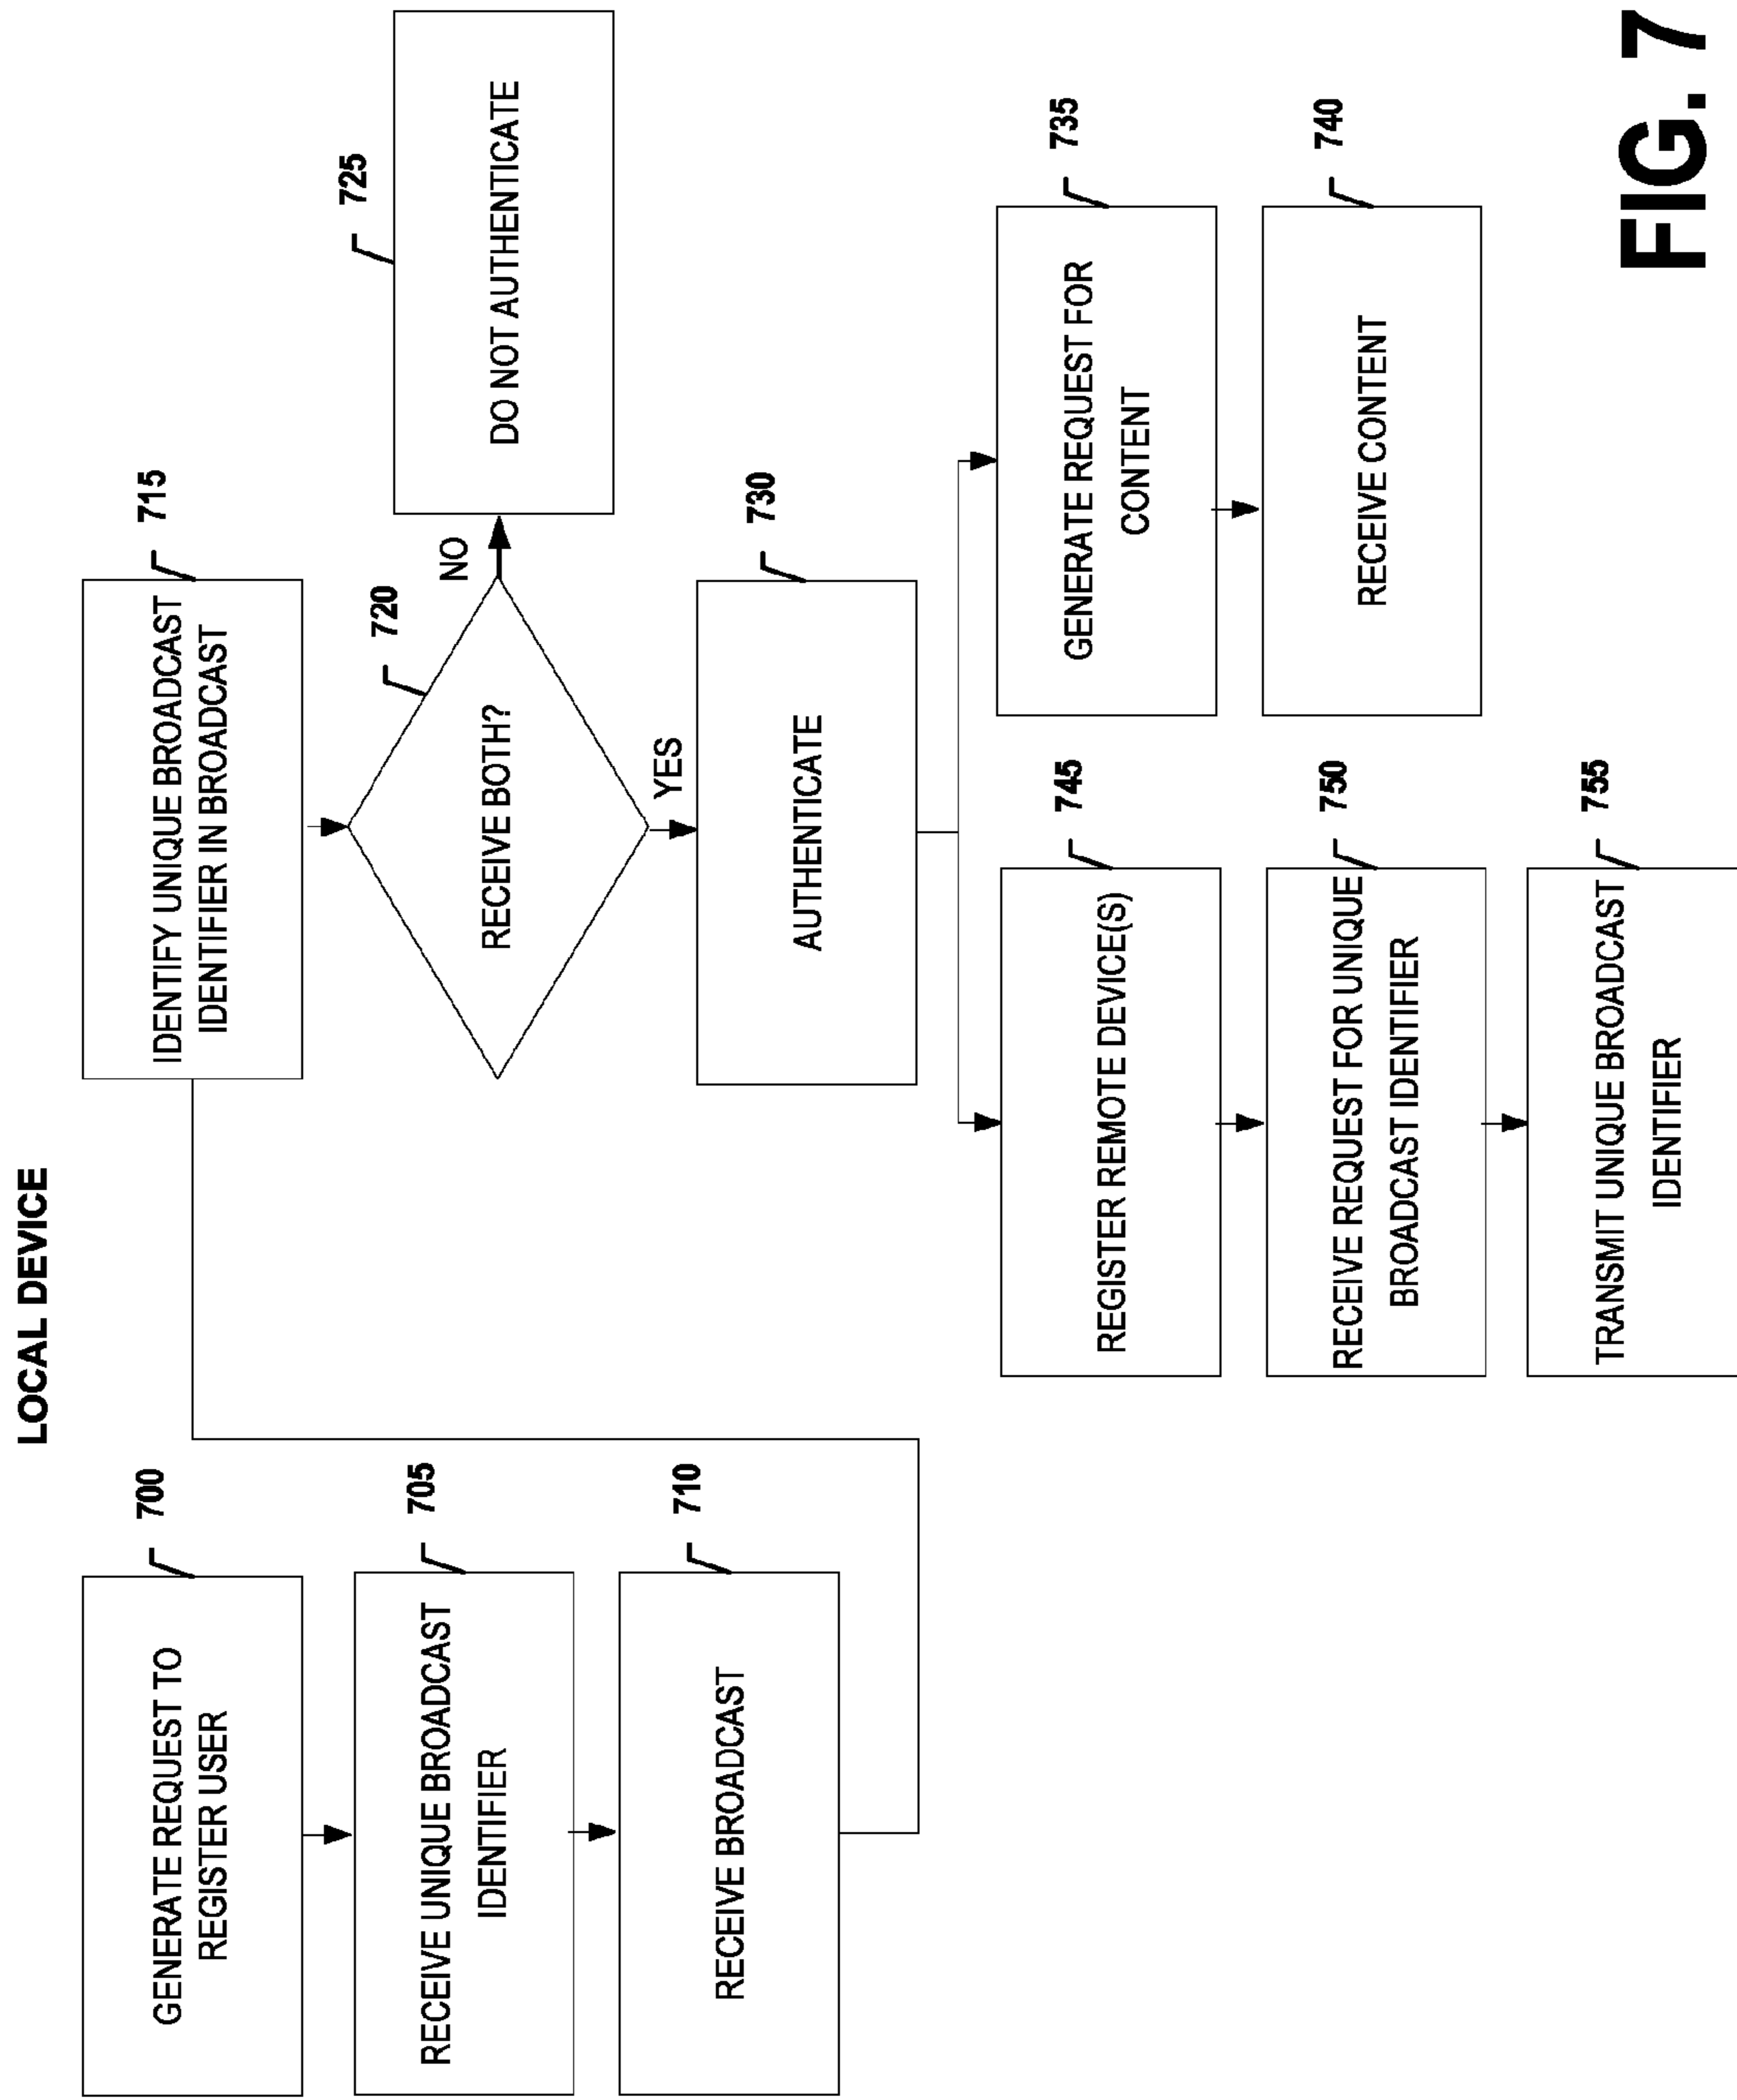 LOCAL DEVICE
700
GENERATE REQUEST TO
REGISTER USER
705
RECEIVE UNIQUE BROADCAST
IDENTIFIER
710
RECEIVE BROADCAST
715
IDENTIFY UNIQUE BROADCAST
IDENTIFIER IN BROADCAST
720
RECEIVE BOTH?
NO
725
DO NOT AUTHENTICATE
YES
730
AUTHENTICATE
745
REGISTER REMOTE DEVICE(S)
750
RECEIVE REQUEST FOR UNIQUE
BROADCAST IDENTIFIER
755
TRANSMIT UNIQUE BROADCAST
IDENTIFIER
735
GENERATE REQUEST FOR
CONTENT
740
RECEIVE CONTENT
FIG. 7